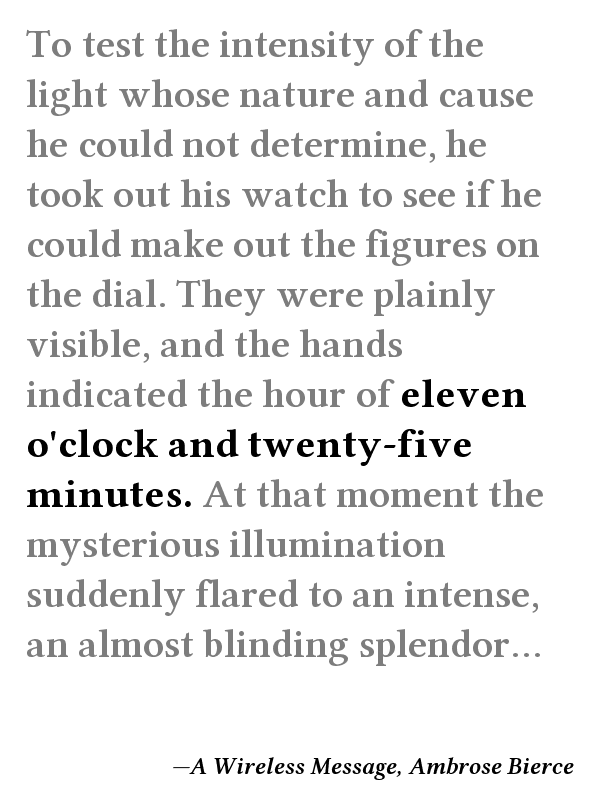 To test the intensity of the
light whose nature and cause
he could not determine, he
took out his watch to see if he
could make out the figures on
the dial. They were plainly
visible, and the hands
indicated the hour of eleven
o'clock and twenty-five
minutes. At that moment the
mysterious illumination
suddenly flared to an intense,
an almost blinding splendor…
—A Wireless Message, Ambrose Bierce